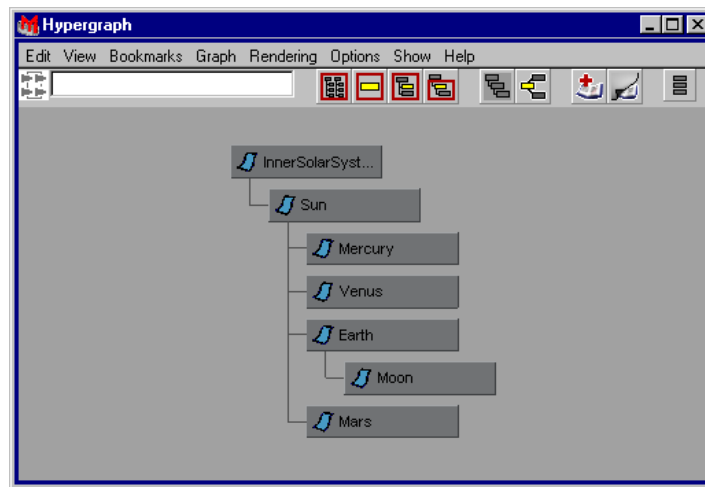 Hypergraph
Edit View Bookmarks Graph Rendering Options Show Help
InnerSolarSyst...
Sun
Mercury
Venus
Earth
Moon
Mars